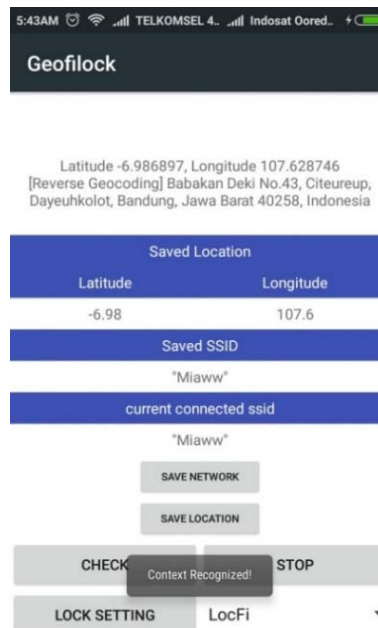 5:43AM TELKOMSEL 4.. Indosat Oored..
Geofilock
Latitude -6.986897, Longitude 107.628746
[Reverse Geocoding] Babakan Deki No.43, Citeureup,
Dayeuhkolot, Bandung, Jawa Barat 40258, Indonesia
Saved Location
Latitude Longitude
-6.98 107.6
Saved SSID
"Miaww"
current connected ssid
"Miaww"
SAVE NETWORK
SAVE LOCATION
CHECK STOP
Context Recognized!
LOCK SETTING LocFi